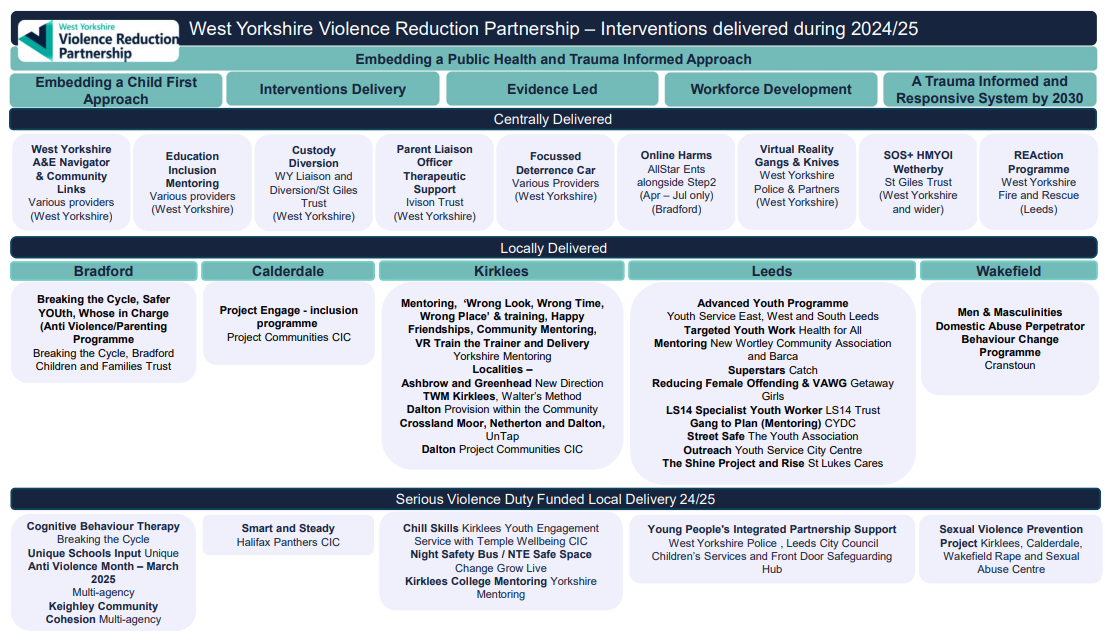 West Yorkshire
Violence Reduction
Partnership
West Yorkshire Violence Reduction Partnership – Interventions delivered during 2024/25
Embedding a Public Health and Trauma Informed Approach
Embedding a Child First
Approach
Interventions Delivery
Evidence Led
Workforce Development
A Trauma Informed and
Responsive System by 2030
Centrally Delivered
West Yorkshire
A&E Navigator
& Community
Links
Various providers
(West Yorkshire)
Education
Inclusion
Mentoring
Various providers
(West Yorkshire)
Custody
Diversion
WY Liaison and
Diversion/St Giles
Trust
(West Yorkshire)
Parent Liaison
Officer
Therapeutic
Support
Ivison Trust
(West Yorkshire)
Focussed
Deterrence Car
Various Providers
(West Yorkshire)
Online Harms
AllStar Ents
alongside Step2
(Apr – Jul only)
(Bradford)
Virtual Reality
Gangs & Knives
West Yorkshire
Police & Partners
(West Yorkshire)
SOS+ HMYOI
Wetherby
St Giles Trust
(West Yorkshire
and wider)
REAction
Programme
West Yorkshire
Fire and Rescue
(Leeds)
Locally Delivered
Bradford
Breaking the Cycle, Safer
YOUth, Whose in Charge
(Anti Violence/Parenting
Programme
Breaking the Cycle, Bradford
Children and Families Trust
Calderdale
Project Engage - inclusion
programme
Project Communities CIC
Kirklees
Mentoring, ‘Wrong Look, Wrong Time,
Wrong Place’ & training, Happy
Friendships, Community Mentoring,
VR Train the Trainer and Delivery
Yorkshire Mentoring
Localities –
Ashbrow and Greenhead New Direction
TWM Kirklees, Walter’s Method
Dalton Provision within the Community
Crossland Moor, Netherton and Dalton,
UnTap
Dalton Project Communities CIC
Leeds
Advanced Youth Programme
Youth Service East, West and South Leeds
Targeted Youth Work Health for All
Mentoring New Wortley Community Association
and Barca
Superstars Catch
Reducing Female Offending & VAWG Getaway
Girls
LS14 Specialist Youth Worker LS14 Trust
Gang to Plan (Mentoring) CYDC
Street Safe The Youth Association
Outreach Youth Service City Centre
The Shine Project and Rise St Lukes Cares
Wakefield
Men & Masculinities
Domestic Abuse Perpetrator
Behaviour Change
Programme
Cranstoun
Serious Violence Duty Funded Local Delivery 24/25
Cognitive Behaviour Therapy
Breaking the Cycle
Unique Schools Input Unique
Anti Violence Month – March
2025
Multi-agency
Keighley Community
Cohesion Multi-agency
Smart and Steady
Halifax Panthers CIC
Chill Skills Kirklees Youth Engagement
Service with Temple Wellbeing CIC
Night Safety Bus / NTE Safe Space
Change Grow Live
Kirklees College Mentoring Yorkshire
Mentoring
Young People's Integrated Partnership Support
West Yorkshire Police , Leeds City Council
Children’s Services and Front Door Safeguarding
Hub
Sexual Violence Prevention
Project Kirklees, Calderdale,
Wakefield Rape and Sexual
Abuse Centre